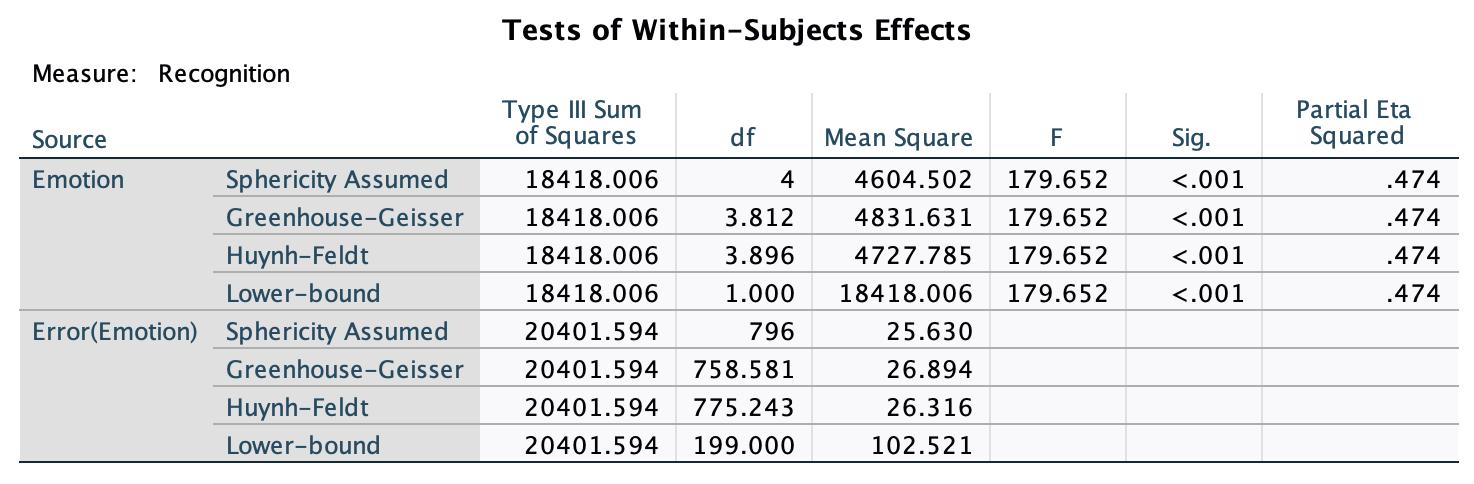 Tests of Within-Subjects Effects
Measure: Recognition
Source Type III Sum of Squares df Mean Square F Sig. Partial Eta Squared
Emotion Sphericity Assumed 18418.006 4 4604.502 179.652 <.001 .474
Greenhouse-Geisser 18418.006 3.812 4831.631 179.652 <.001 .474
Huynh-Feldt 18418.006 3.896 4727.785 179.652 <.001 .474
Lower-bound 18418.006 1.000 18418.006 179.652 <.001 .474
Error(Emotion) Sphericity Assumed 20401.594 796 25.630
Greenhouse-Geisser 20401.594 758.581 26.894
Huynh-Feldt 20401.594 775.243 26.316
Lower-bound 20401.594 199.000 102.521